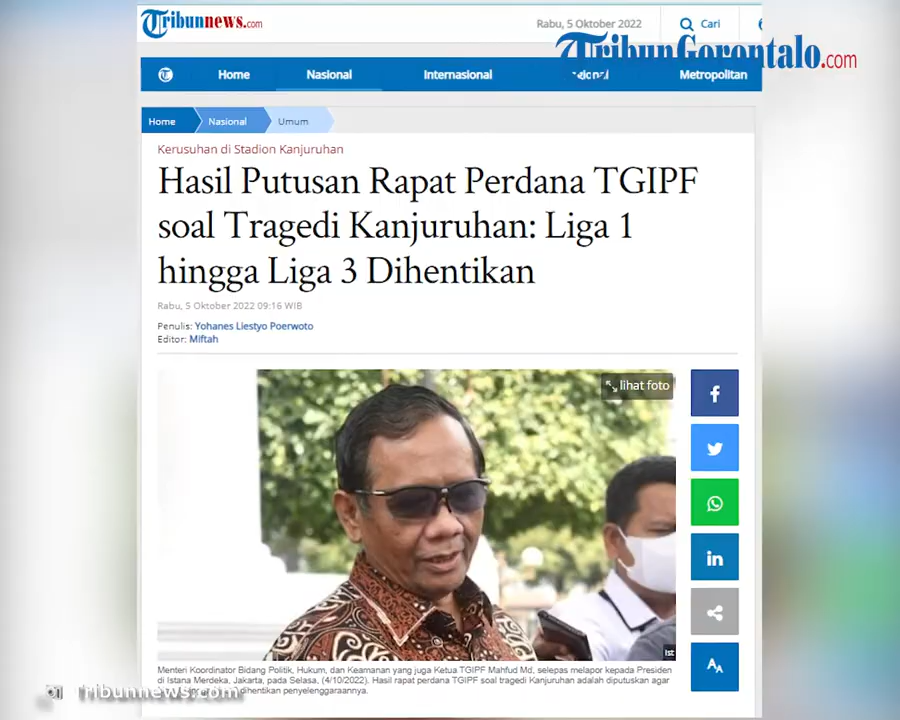 Tribunnews.com
Rabu, 5 Oktober 2022
Cari
TribunGorontalo.com
Home
Nasional
Internasional
Metropolitan
Home
Nasional
Umum
Kerusuhan di Stadion Kanjuruhan
Hasil Putusan Rapat Perdana TGIPF
soal Tragedi Kanjuruhan: Liga 1
hingga Liga 3 Dihentikan
Rabu, 5 Oktober 2022 09:16 WIB
Penulis: Yohanes Liestyo Poerwoto
Editor: Miftah
lihat foto
Ist
Menteri Koordinator Bidang Politik, Hukum, dan Keamanan yang juga Ketua TGIPF Mahfud Md, selepas melapor kepada Presiden
di Istana Merdeka, Jakarta, pada Selasa, (4/10/2022). Hasil rapat perdana TGIPF soal tragedi Kanjuruhan adalah diputuskan agar
dihentikan penyelenggaraannya.
Tribunnews.com